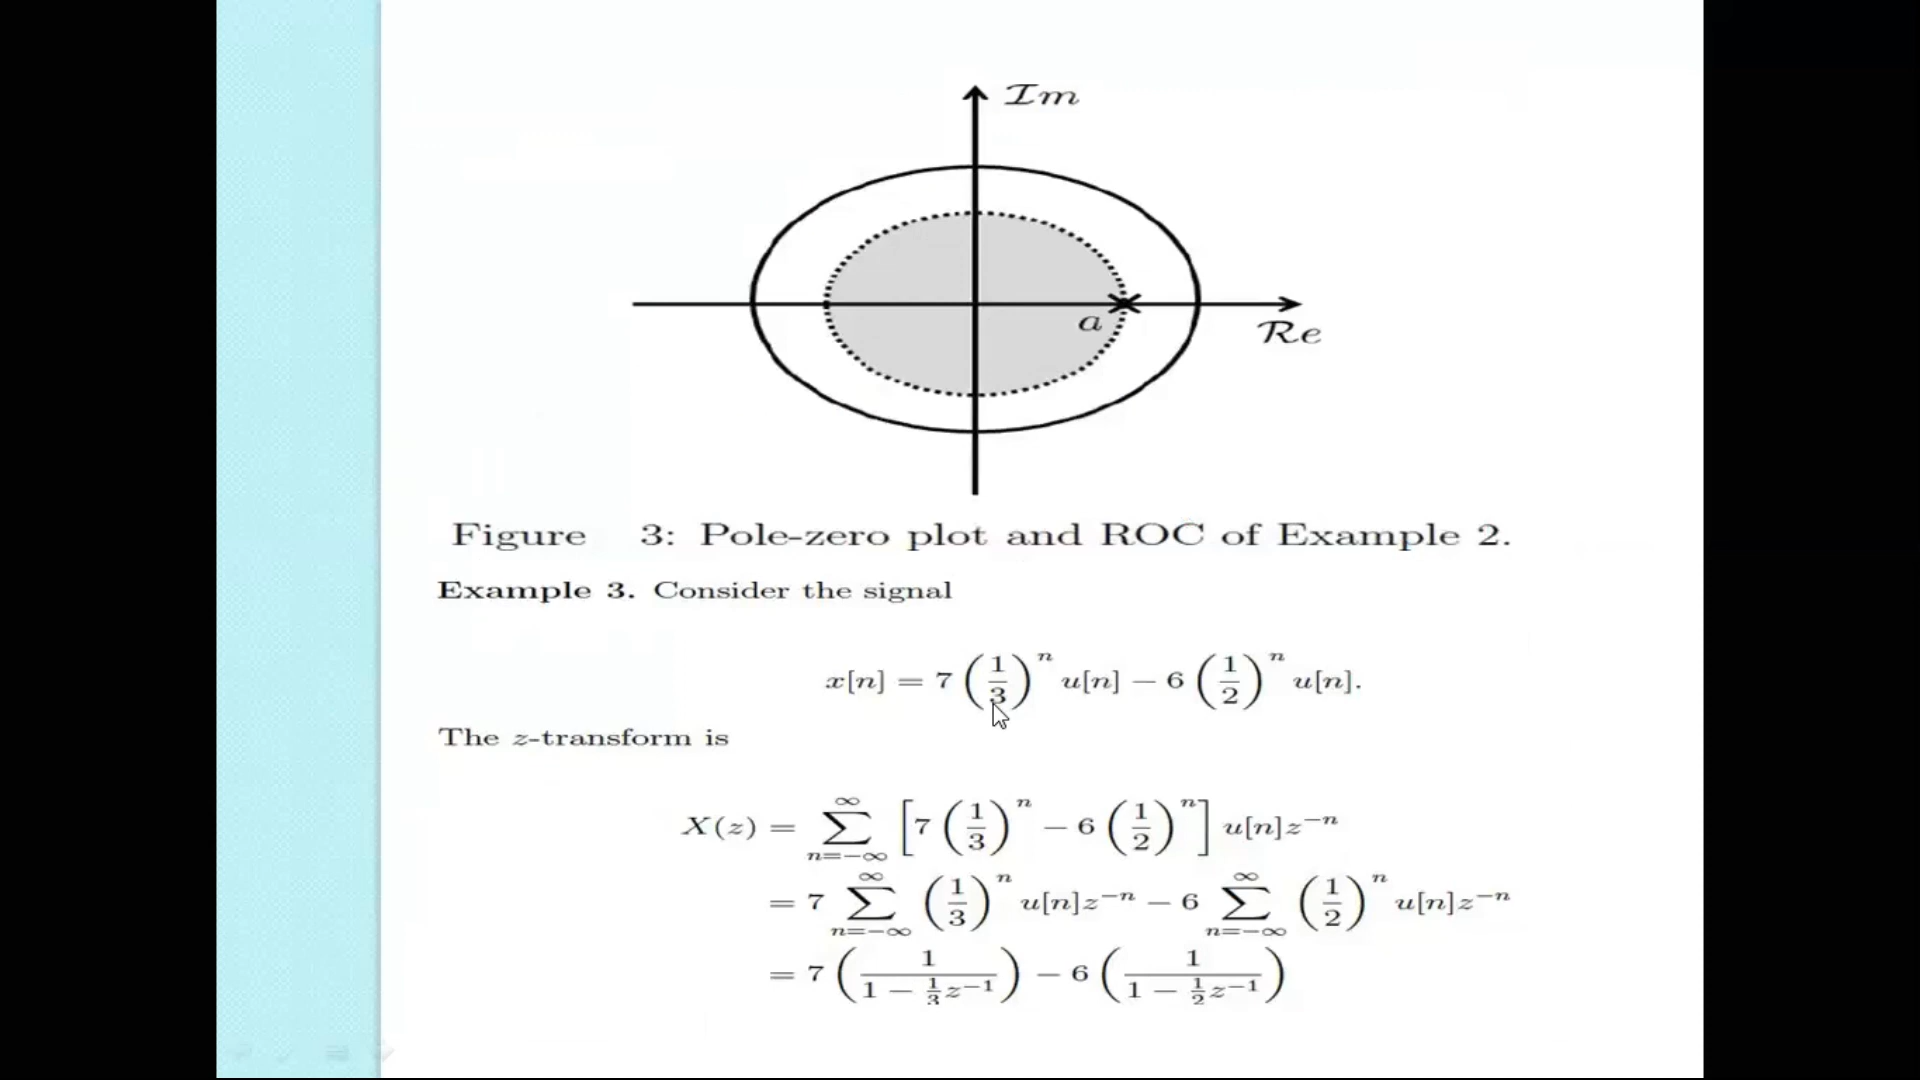 Im
a
Re
Figure 3: Pole-zero plot and ROC of Example 2.
Example 3. Consider the signal
x[n] = 7 (1/3)^n u[n] − 6 (1/2)^n u[n].
The z-transform is
X(z) = ∑_{n=−∞}^{∞} [7 (1/3)^n − 6 (1/2)^n] u[n]z^{−n}
= 7 ∑_{n=−∞}^{∞} (1/3)^n u[n]z^{−n} − 6 ∑_{n=−∞}^{∞} (1/2)^n u[n]z^{−n}
= 7 (1/(1 − 1/3 z^{−1})) − 6 (1/(1 − 1/2 z^{−1}))